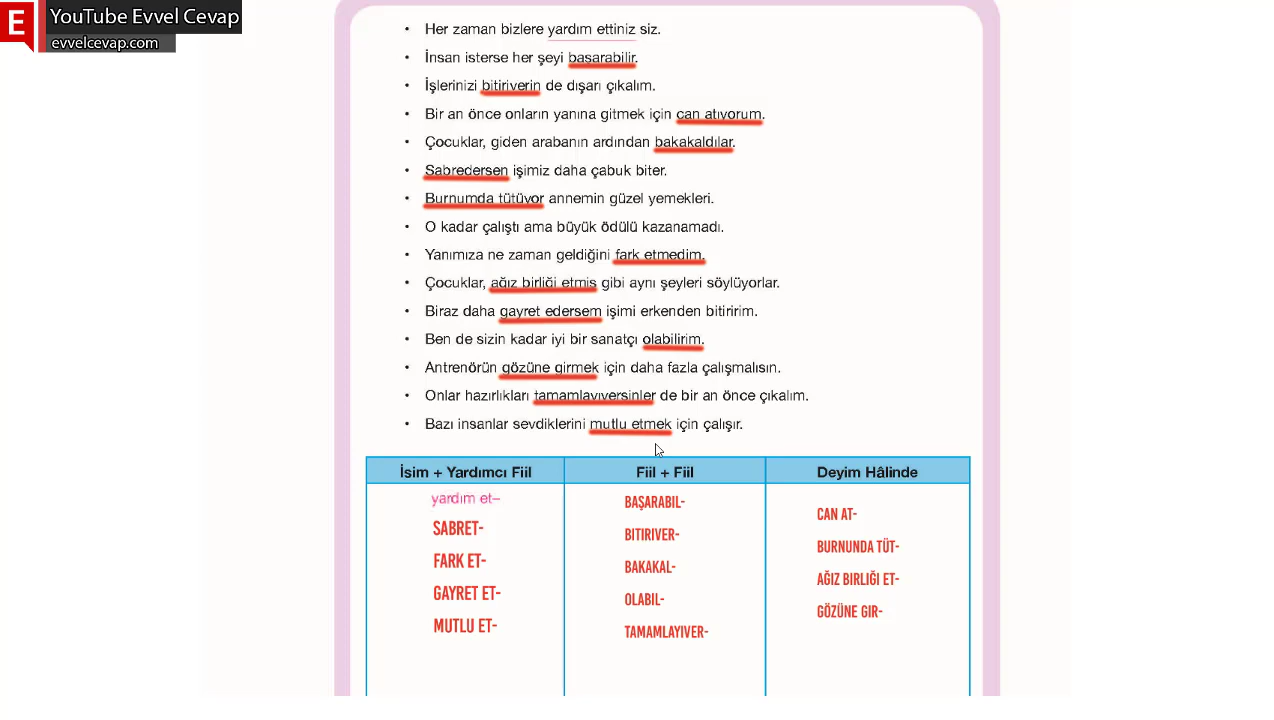 E YouTube Evvel Cevap
evvelcevap.com
• Her zaman bizlere yardım ettiniz siz.
• İnsan isterse her şeyi başarabilir.
• İşlerinizi bitiriverin de dışarı çıkalım.
• Bir an önce onların yanına gitmek için can atıyorum.
• Çocuklar, giden arabanın ardından bakakaldılar.
• Sabredersen işimiz daha çabuk biter.
• Burnumda tütüyor annemin güzel yemekleri.
• O kadar çalıştı ama büyük ödülü kazanamadı.
• Yanımıza ne zaman geldiğini fark etmedim.
• Çocuklar, ağız birliği etmiş gibi aynı şeyleri söylüyorlar.
• Biraz daha gayret edersem işimi erkenden bitiririm.
• Ben de sizin kadar iyi bir sanatçı olabilirim.
• Antrenörün gözüne girmek için daha fazla çalışmalısın.
• Onlar hazırlıkları tamamlayıversinler de bir an önce çıkalım.
• Bazı insanlar sevdiklerini mutlu etmek için çalışır.
İsim + Yardımcı Fiil
yardım et–
SABRET-
FARK ET-
GAYRET ET-
MUTLU ET-
Fiil + Fiil
BAŞARABIL-
BITIRIVER-
BAKAKAL-
OLABIL-
TAMAMLAYIVER-
Deyim Hâlinde
CAN AT-
BURNUNDA TÜT-
AĞIZ BIRLIĞI ET-
GÖZÜNE GIR-